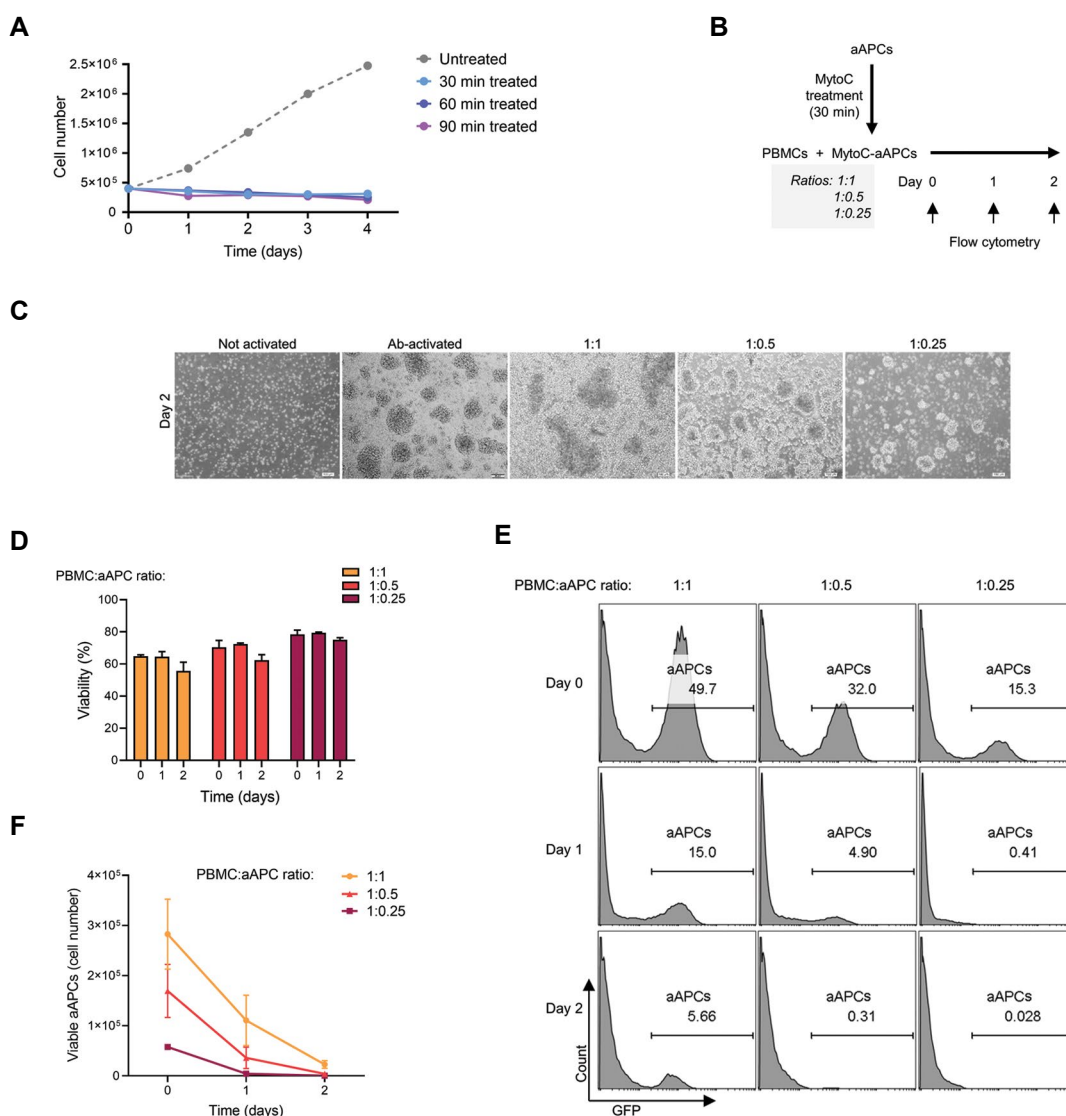 A
2.5×10⁶
2×10⁶
1.5×10⁶
1×10⁶
5×10⁵
0
Cell number
0 1 2 3 4
Time (days)
Untreated
30 min treated
60 min treated
90 min treated
B
aAPCs
MytoC
treatment
(30 min)
PBMCs + MytoC-aAPCs
Ratios: 1:1
1:0.5
1:0.25
Day 0 1 2
Flow cytometry
C
Not activated Ab-activated 1:1 1:0.5 1:0.25
Day 2
D
PBMC:aAPC ratio:
1:1
1:0.5
1:0.25
100
80
60
40
20
0
Viability (%)
0 1 2 0 1 2 0 1 2
Time (days)
E
PBMC:aAPC ratio: 1:1 1:0.5 1:0.25
Day 0
aAPCs
49.7
aAPCs
32.0
aAPCs
15.3
Day 1
aAPCs
15.0
aAPCs
4.90
aAPCs
0.41
Day 2
aAPCs
5.66
aAPCs
0.31
aAPCs
0.028
Count
GFP
F
PBMC:aAPC ratio:
1:1
1:0.5
1:0.25
4×10⁵
3×10⁵
2×10⁵
1×10⁵
0
Viable aAPCs (cell number)
0 1 2
Time (days)